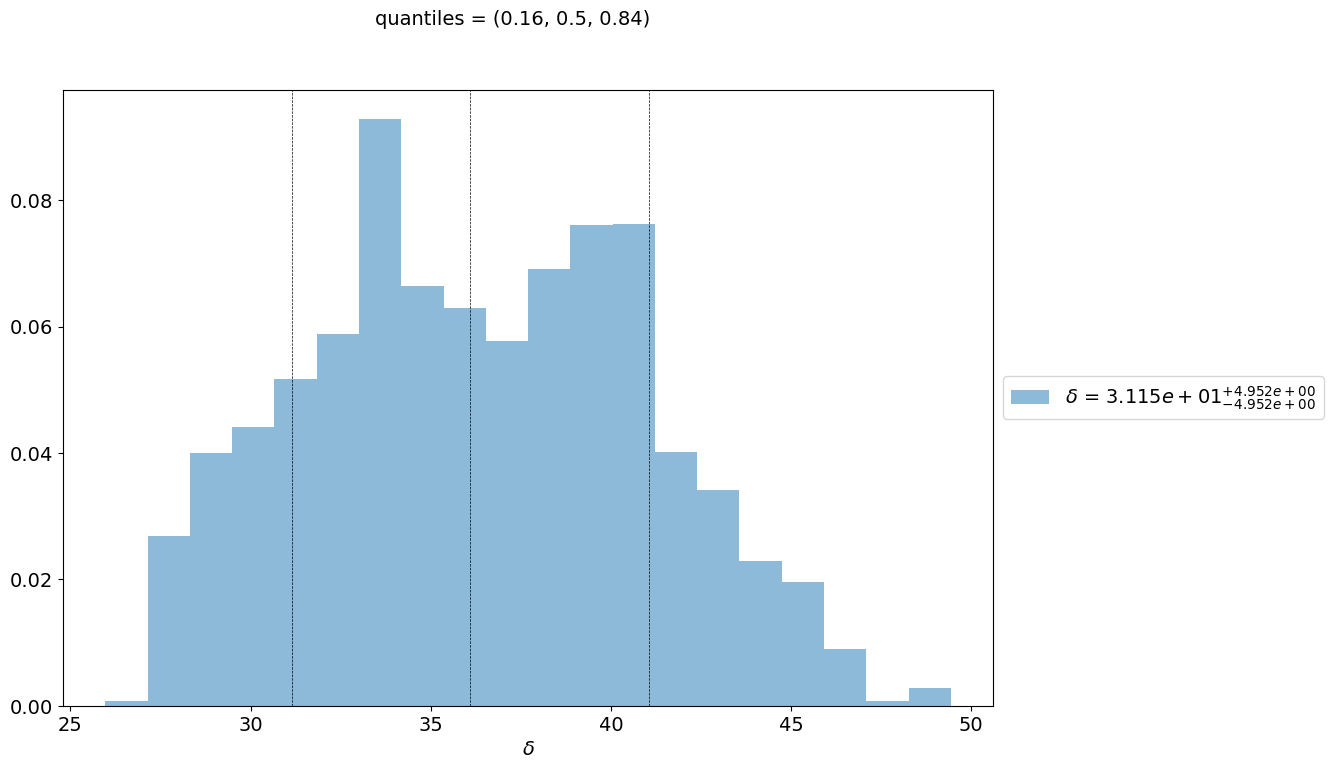 quantiles = (0.16, 0.5, 0.84)
0.08
0.06
0.04
0.02
0.00
25 30 35 40 45 50
δ
δ = 3.115e + 01 +4.952e+00 −4.952e+00